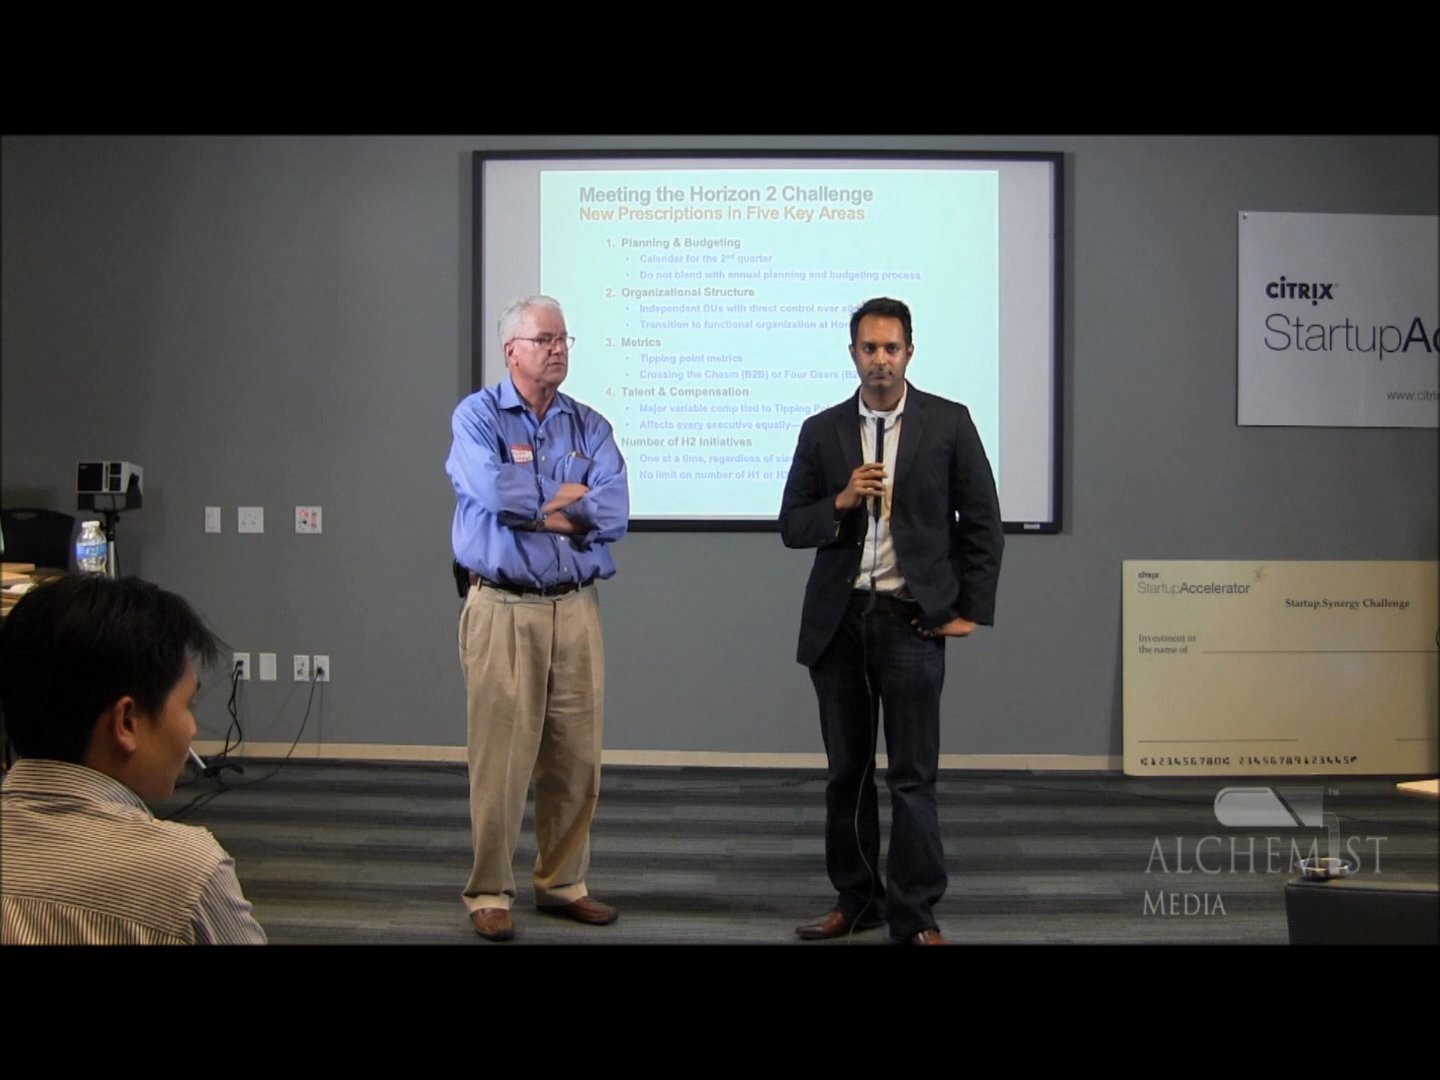 Meeting the Horizon 2 Challenge
New Prescriptions in Five Key Areas
1. Planning & Budgeting
• Calendar for the 2nd quarter
• Do not blend with annual planning and budgeting process
2. Organizational Structure
• Independent BUs with direct control over
• Transition to functional organization at
3. Metrics
• Tipping point metrics
• Crossing the Chasm (B2B) or Four Gears
4. Talent & Compensation
• Major variable comp tied to Tipping
• Affects every executive equally—
Number of H2 Initiatives
• One at a time, regardless of
No limit on number of H1 or
CITRIX
StartupAc
www.citri
CITRIX
StartupAccelerator
Startup.Synergy Challenge
Investment in
the name of
⑆123456780⑆ 23456789123445⑈
ALCHEMIST
MEDIA
™